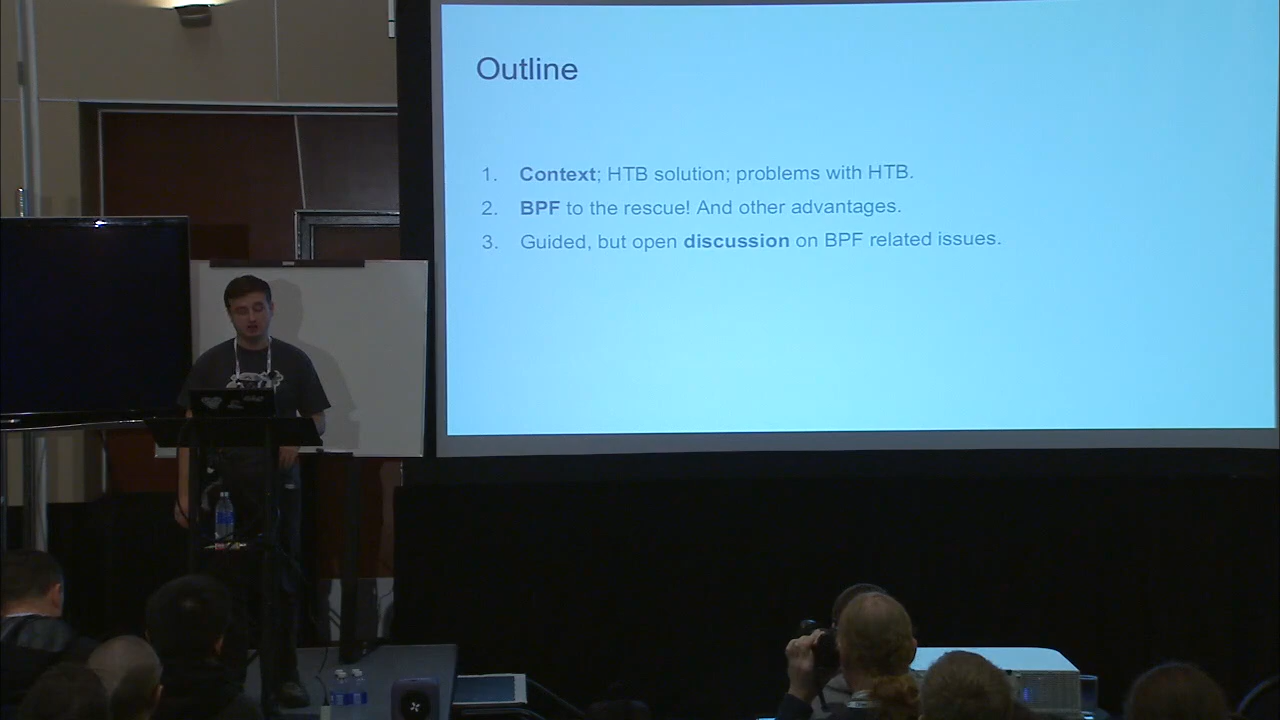 Outline
1. Context; HTB solution; problems with HTB.
2. BPF to the rescue! And other advantages.
3. Guided, but open discussion on BPF related issues.